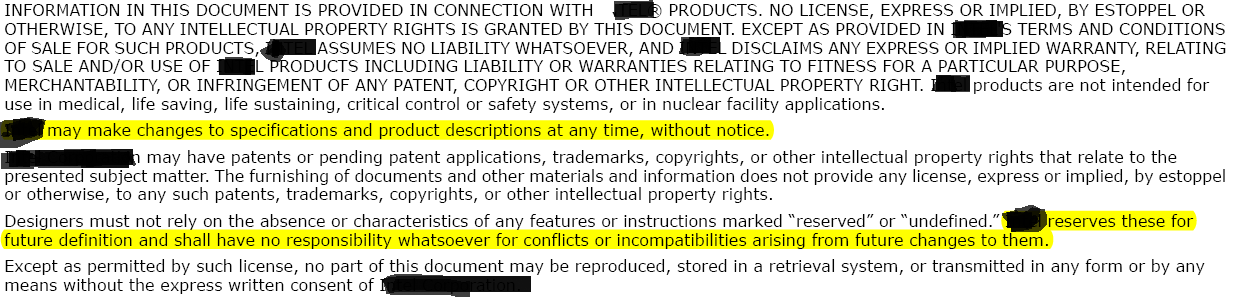 INFORMATION IN THIS DOCUMENT IS PROVIDED IN CONNECTION WITH TEL® PRODUCTS. NO LICENSE, EXPRESS OR IMPLIED, BY ESTOPPEL OR
OTHERWISE, TO ANY INTELLECTUAL PROPERTY RIGHTS IS GRANTED BY THIS DOCUMENT. EXCEPT AS PROVIDED IN S TERMS AND CONDITIONS
OF SALE FOR SUCH PRODUCTS, ASSUMES NO LIABILITY WHATSOEVER, AND L DISCLAIMS ANY EXPRESS OR IMPLIED WARRANTY, RELATING
TO SALE AND/OR USE OF L PRODUCTS INCLUDING LIABILITY OR WARRANTIES RELATING TO FITNESS FOR A PARTICULAR PURPOSE,
MERCHANTABILITY, OR INFRINGEMENT OF ANY PATENT, COPYRIGHT OR OTHER INTELLECTUAL PROPERTY RIGHT. products are not intended for
use in medical, life saving, life sustaining, critical control or safety systems, or in nuclear facility applications.
may make changes to specifications and product descriptions at any time, without notice.
may have patents or pending patent applications, trademarks, copyrights, or other intellectual property rights that relate to the
presented subject matter. The furnishing of documents and other materials and information does not provide any license, express or implied, by estoppel
or otherwise, to any such patents, trademarks, copyrights, or other intellectual property rights.
Designers must not rely on the absence or characteristics of any features or instructions marked “reserved” or “undefined.” reserves these for
future definition and shall have no responsibility whatsoever for conflicts or incompatibilities arising from future changes to them.
Except as permitted by such license, no part of this document may be reproduced, stored in a retrieval system, or transmitted in any form or by any
means without the express written consent of